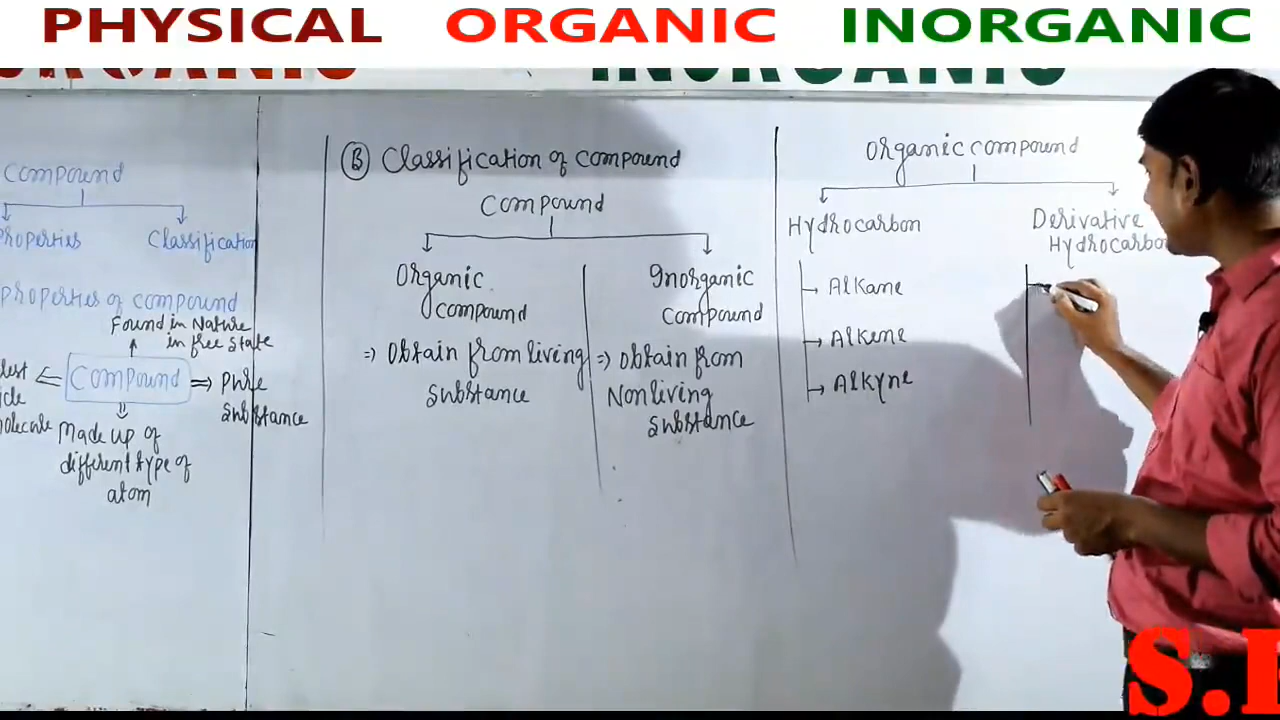 PHYSICAL ORGANIC INORGANIC
ORGANIC INORGANIC
Compound
Properties Classification
properties of compound
Found in Nature
in free State
Compound
pure
substance
Made up of
different type of
atom
Ⓑ Classification of compound
Compound
Organic
compound
⇒ Obtain from living
substance
Inorganic
compound
⇒ obtain from
Nonliving
substance
organic compound
Hydrocarbon
Alkane
Alkene
Alkyne
Derivative
Hydrocarbon